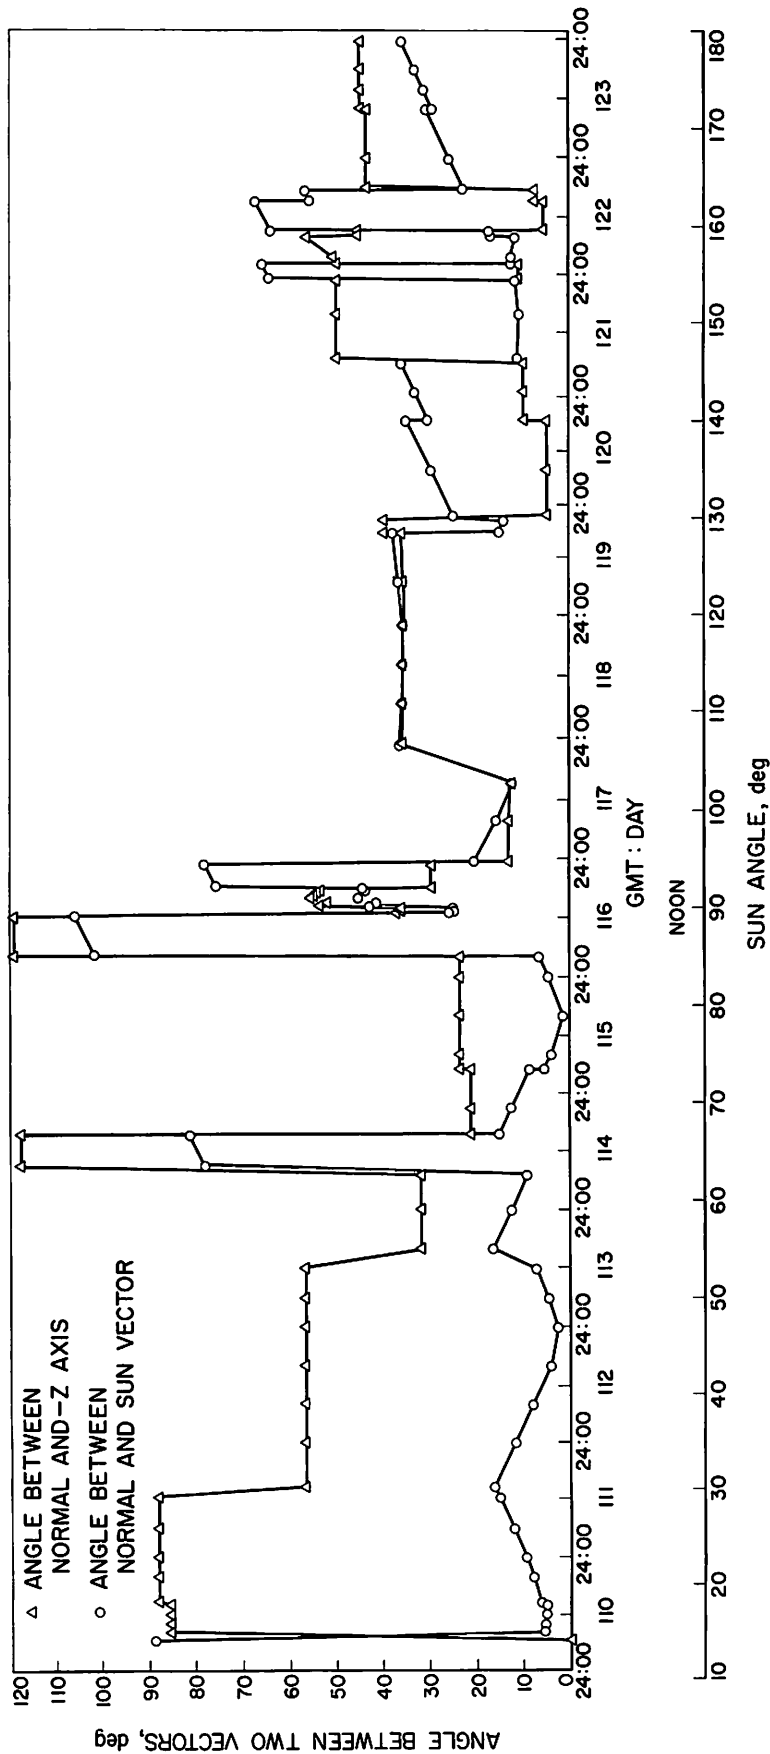 △ ANGLE BETWEEN
NORMAL AND-Z AXIS
○ ANGLE BETWEEN
NORMAL AND SUN VECTOR
ANGLE BETWEEN TWO VECTORS, deg
120
110
100
90
80
70
60
50
40
30
20
10
0
24:00 110 24:00 111 24:00 112 24:00 113 24:00 114 24:00 115 24:00 116 24:00 117 24:00 118 24:00 119 24:00 120 24:00 121 24:00 122 24:00 123 24:00
GMT : DAY
NOON
10 20 30 40 50 60 70 80 90 100 110 120 130 140 150 160 170 180
SUN ANGLE, deg